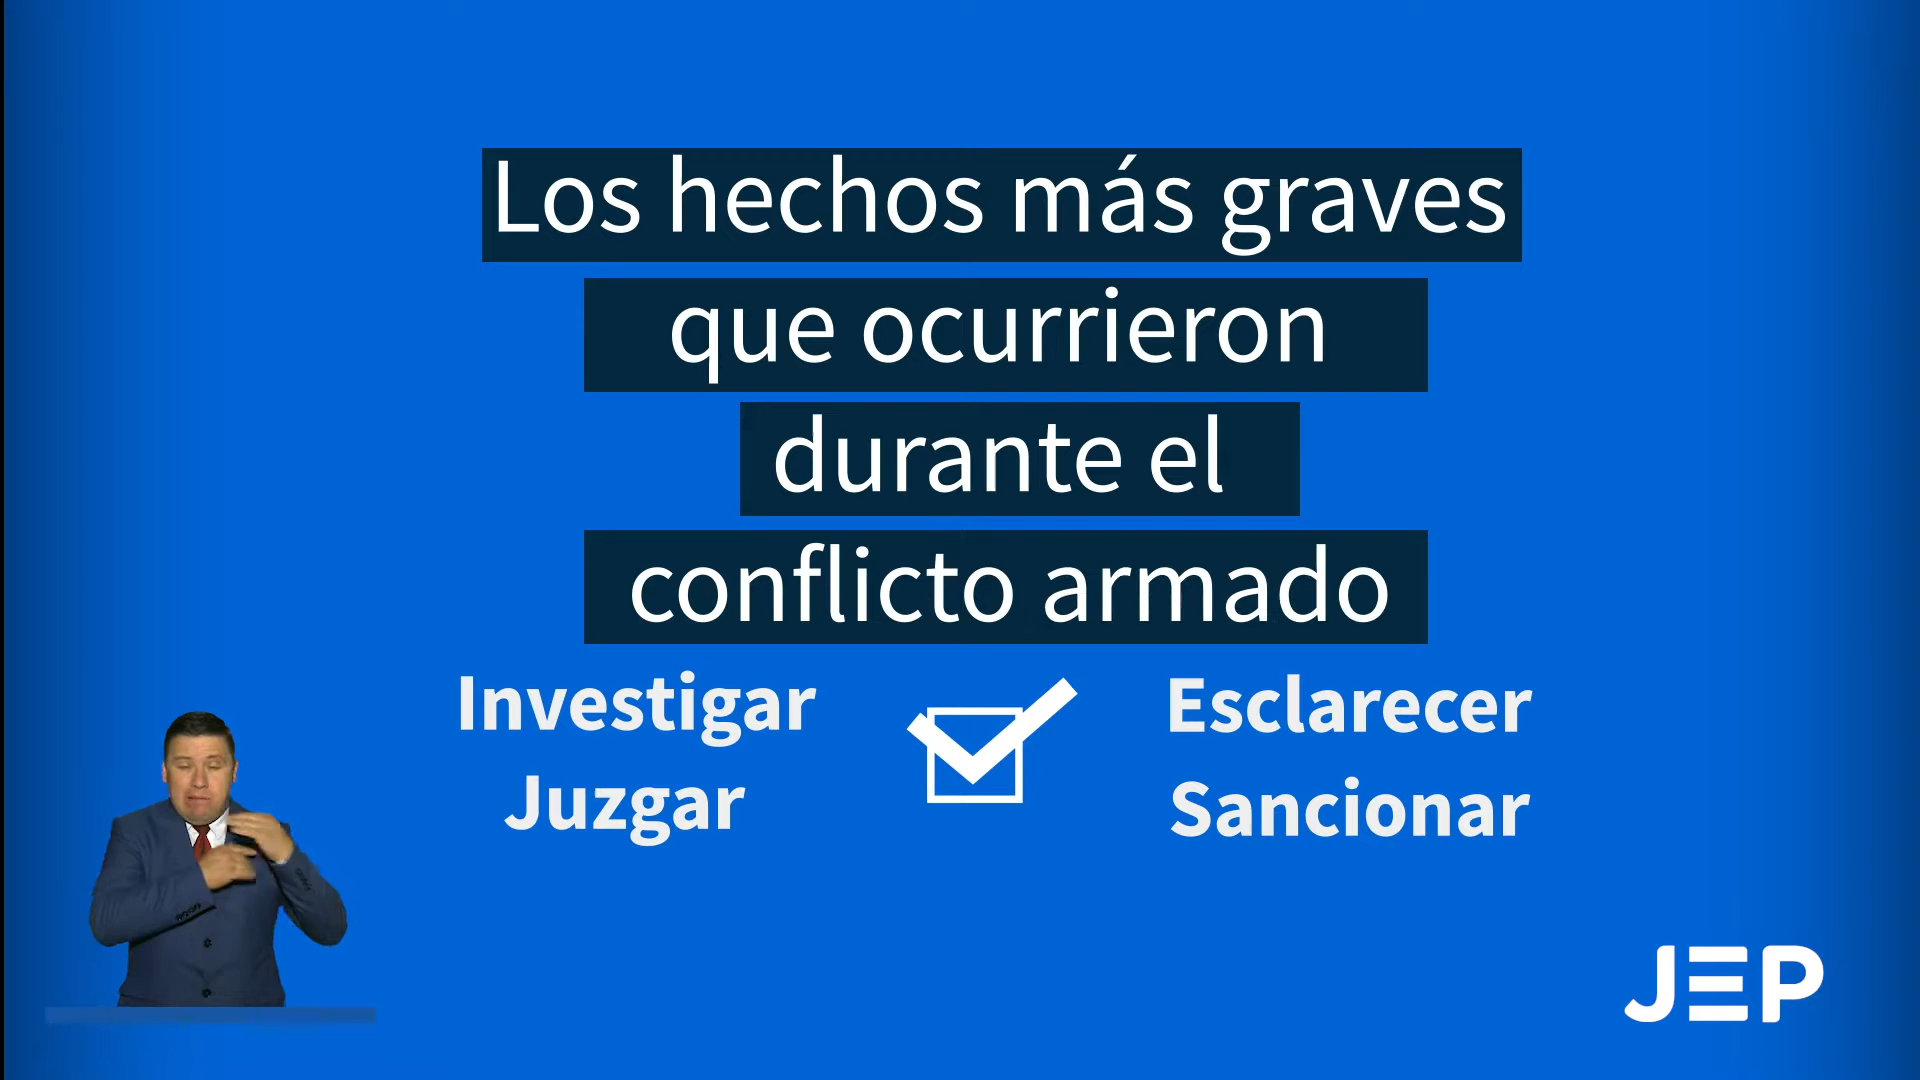 Los hechos más graves
que ocurrieron
durante el
conflicto armado
Investigar
Juzgar
Esclarecer
Sancionar
JEP